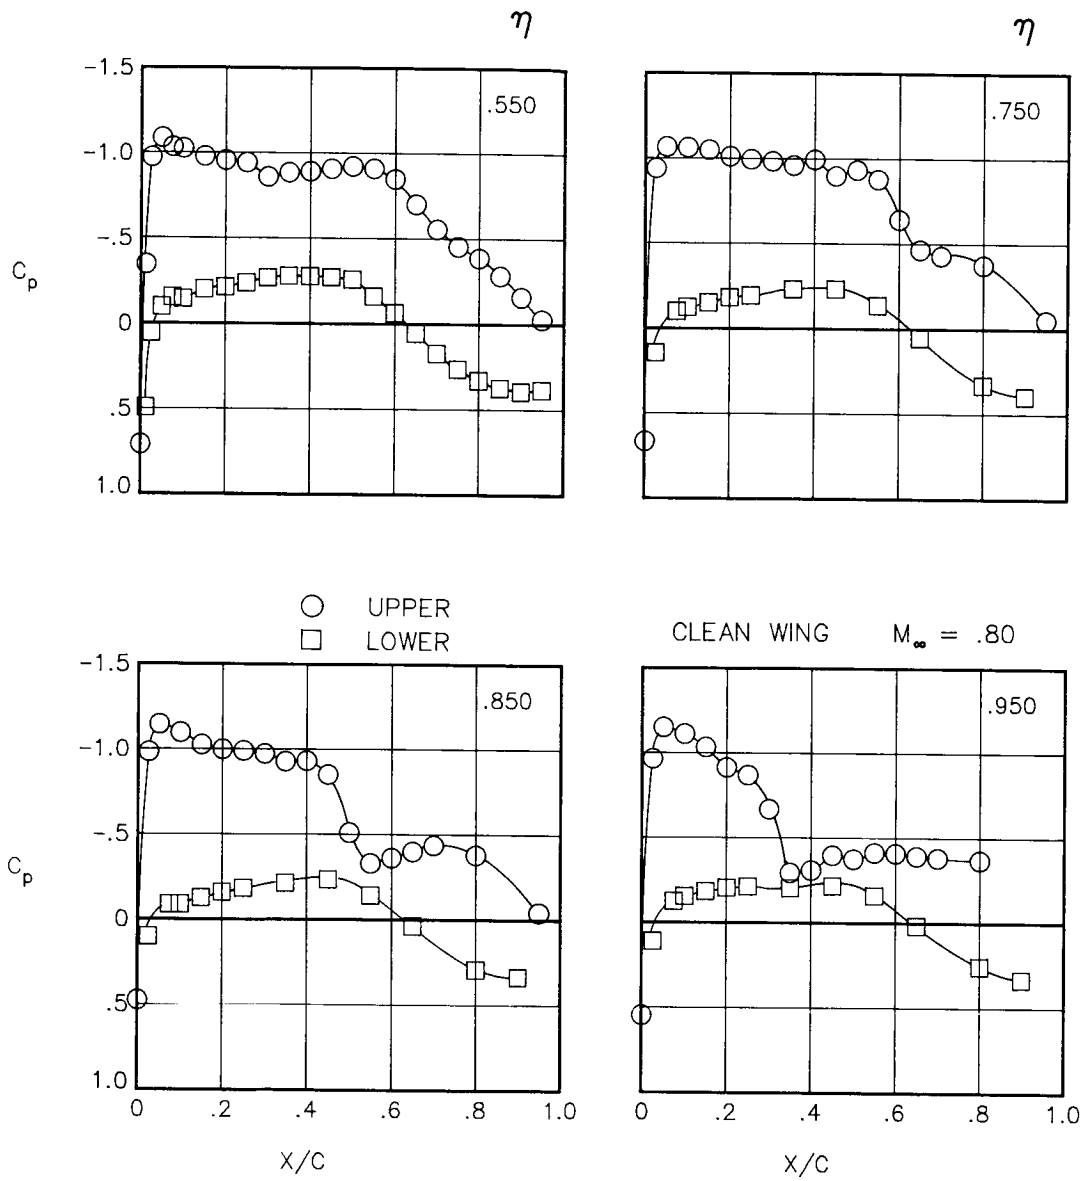 η η
-1.5
-1.0
-.5
0
.5
1.0
Cp
.550
.750
○ UPPER
□ LOWER
CLEAN WING M∞ = .80
-1.5
-1.0
-.5
0
.5
1.0
Cp
.850
.950
0 .2 .4 .6 .8 1.0
X/C
0 .2 .4 .6 .8 1.0
X/C